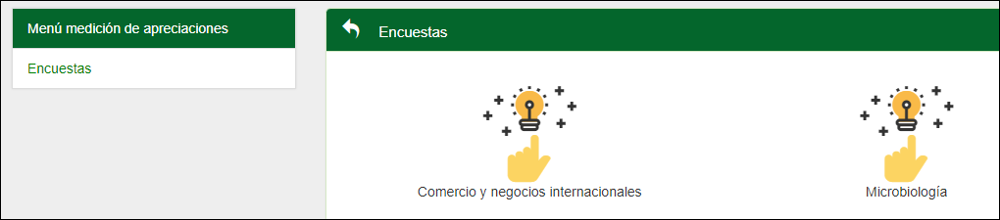 Menú medición de apreciaciones
Encuestas
Encuestas
Comercio y negocios internacionales
Microbiología